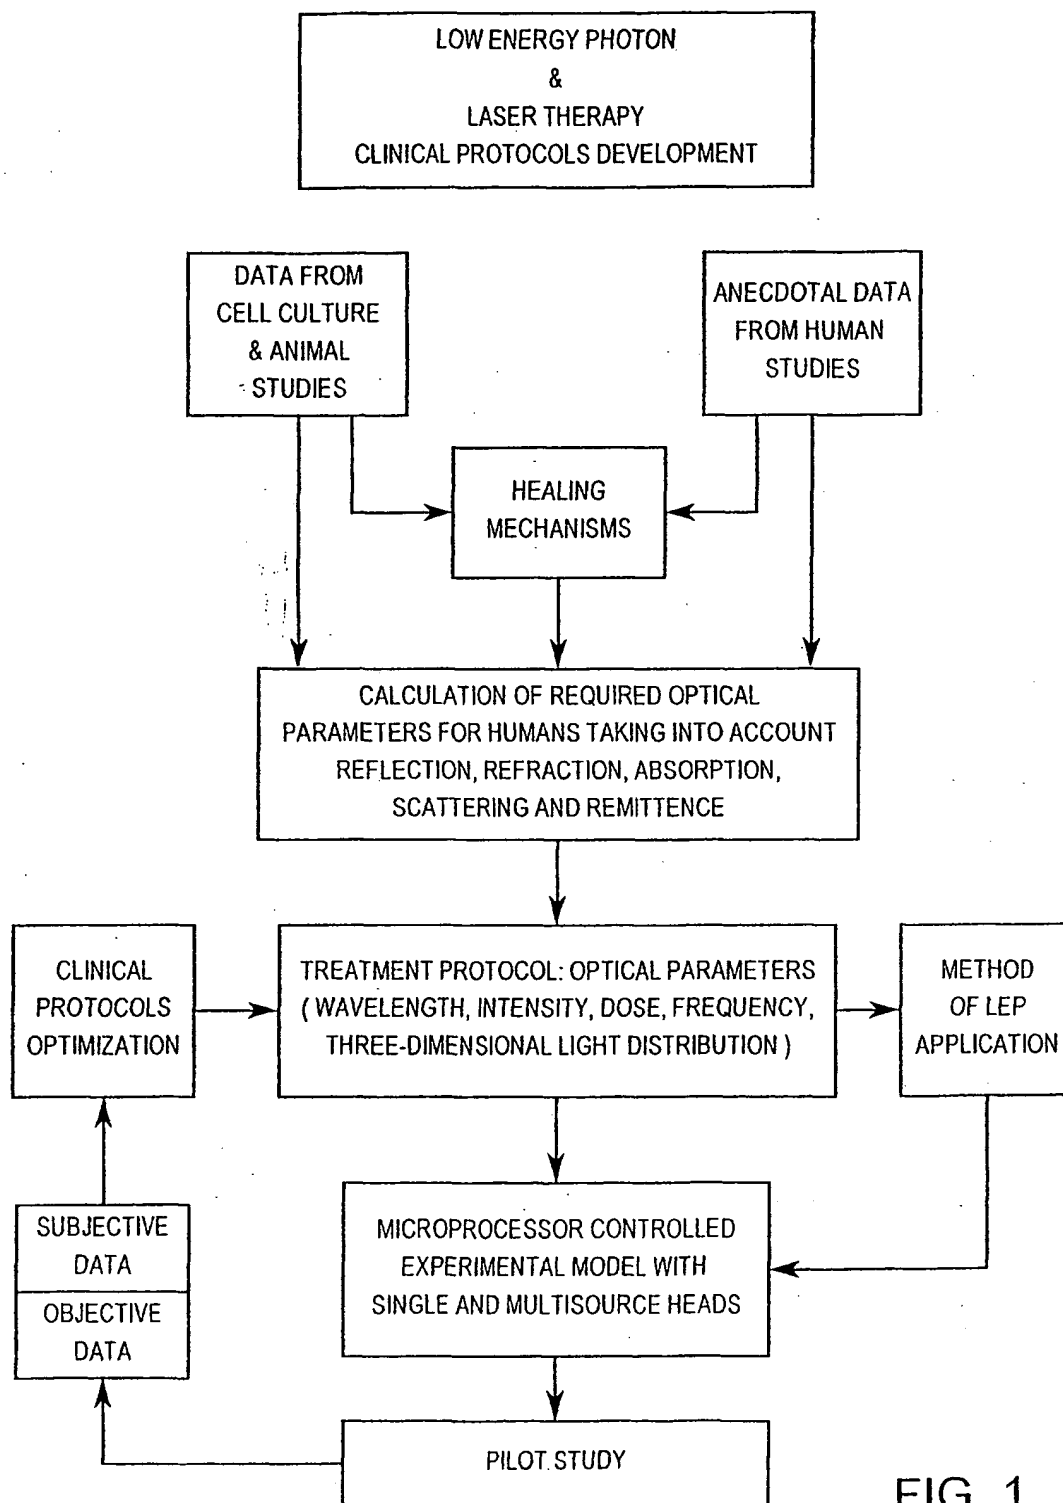 LOW ENERGY PHOTON
&
LASER THERAPY
CLINICAL PROTOCOLS DEVELOPMENT
DATA FROM
CELL CULTURE
& ANIMAL
STUDIES
ANECDOTAL DATA
FROM HUMAN
STUDIES
HEALING
MECHANISMS
CALCULATION OF REQUIRED OPTICAL
PARAMETERS FOR HUMANS TAKING INTO ACCOUNT
REFLECTION, REFRACTION, ABSORPTION,
SCATTERING AND REMITTENCE
CLINICAL
PROTOCOLS
OPTIMIZATION
TREATMENT PROTOCOL: OPTICAL PARAMETERS
( WAVELENGTH, INTENSITY, DOSE, FREQUENCY,
THREE-DIMENSIONAL LIGHT DISTRIBUTION )
METHOD
OF LEP
APPLICATION
SUBJECTIVE
DATA
OBJECTIVE
DATA
MICROPROCESSOR CONTROLLED
EXPERIMENTAL MODEL WITH
SINGLE AND MULTISOURCE HEADS
PILOT STUDY
FIG. 1